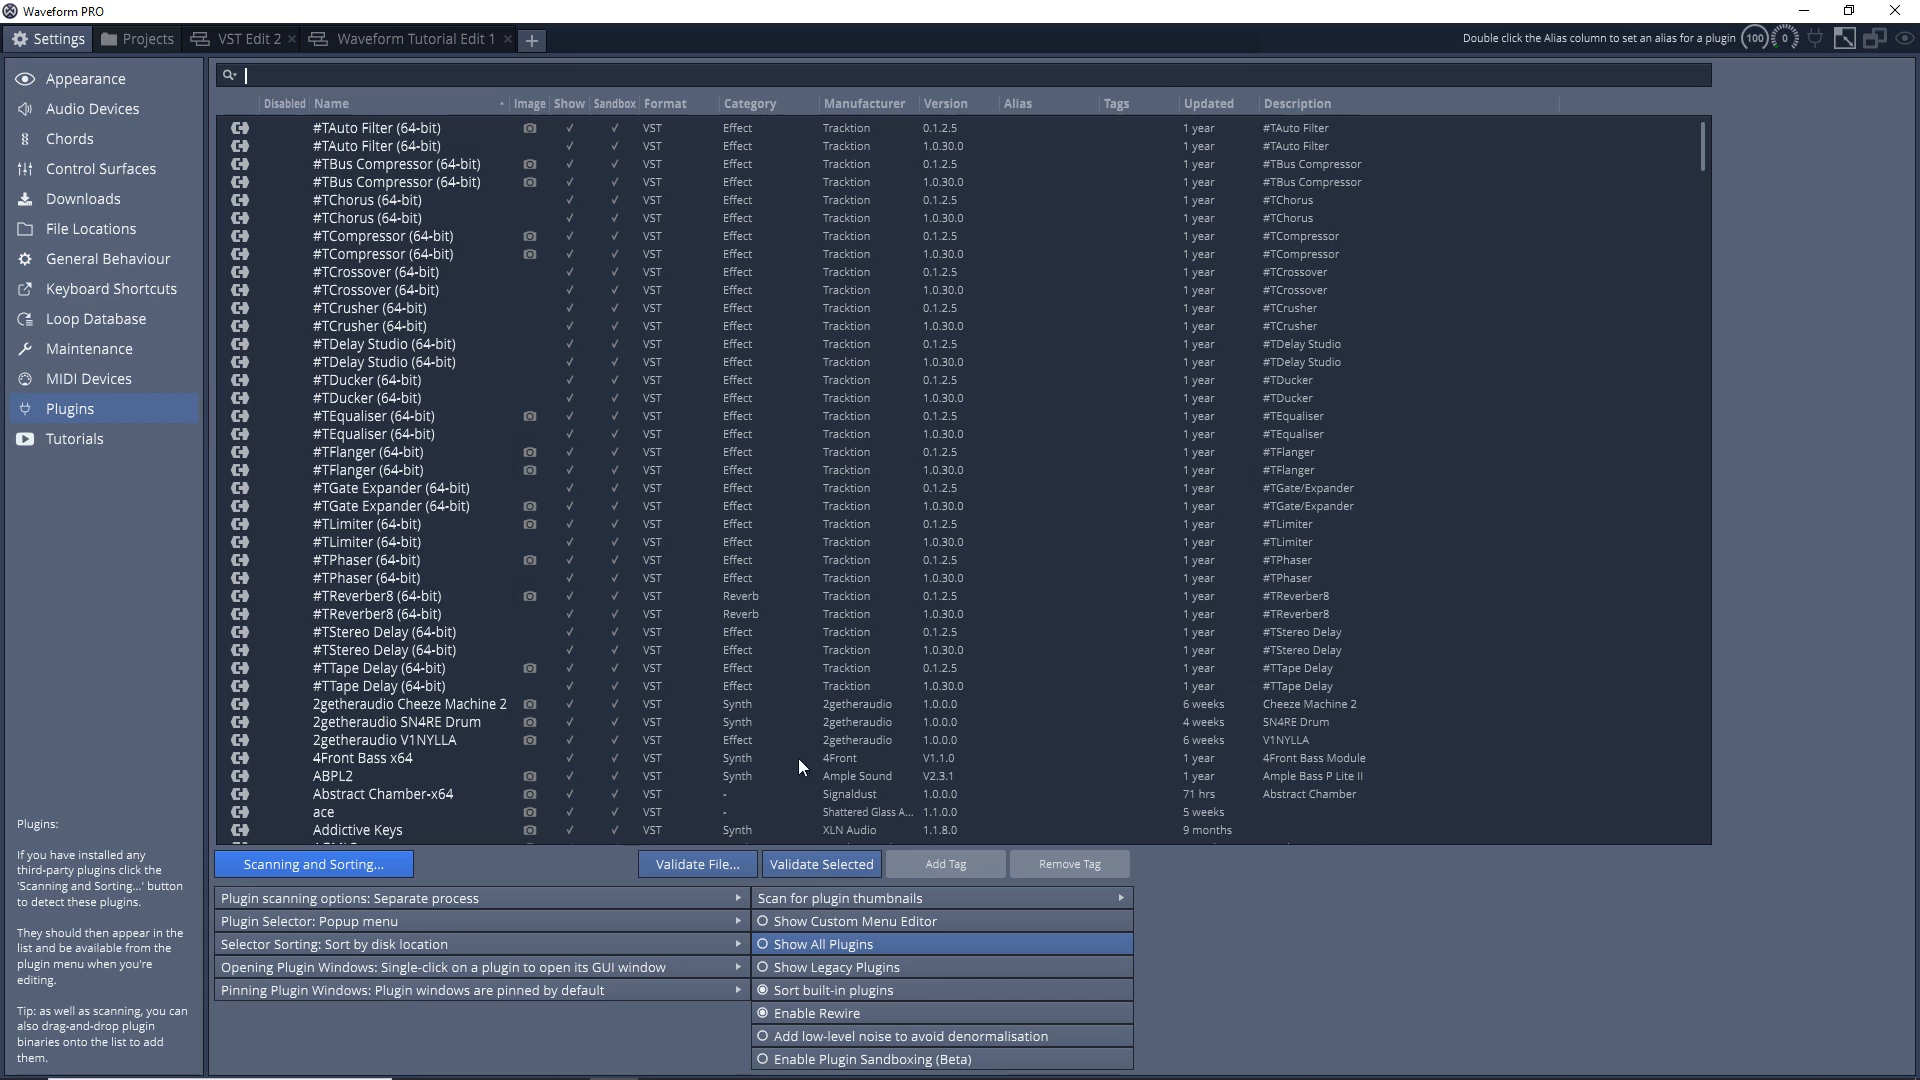 Waveform PRO
Settings Projects VST Edit 2 × Waveform Tutorial Edit 1 × + Double click the Alias column to set an alias for a plugin 100 0
Appearance
Audio Devices
Chords
Control Surfaces
Downloads
File Locations
General Behaviour
Keyboard Shortcuts
Loop Database
Maintenance
MIDI Devices
Plugins
Tutorials
Plugins:
If you have installed any
third-party plugins click the
'Scanning and Sorting...' button
to detect these plugins.
They should then appear in the
list and be available from the
plugin menu when you're
editing.
Tip: as well as scanning, you can
also drag-and-drop plugin
binaries onto the list to add
them.
Disabled Name Image Show Sandbox Format Category Manufacturer Version Alias Tags Updated Description
#TAuto Filter (64-bit) ✓ ✓ VST Effect Tracktion 0.1.2.5 1 year #TAuto Filter
#TAuto Filter (64-bit) ✓ ✓ VST Effect Tracktion 1.0.30.0 1 year #TAuto Filter
#TBus Compressor (64-bit) ✓ ✓ VST Effect Tracktion 0.1.2.5 1 year #TBus Compressor
#TBus Compressor (64-bit) ✓ ✓ VST Effect Tracktion 1.0.30.0 1 year #TBus Compressor
#TChorus (64-bit) ✓ ✓ VST Effect Tracktion 0.1.2.5 1 year #TChorus
#TChorus (64-bit) ✓ ✓ VST Effect Tracktion 1.0.30.0 1 year #TChorus
#TCompressor (64-bit) ✓ ✓ VST Effect Tracktion 0.1.2.5 1 year #TCompressor
#TCompressor (64-bit) ✓ ✓ VST Effect Tracktion 1.0.30.0 1 year #TCompressor
#TCrossover (64-bit) ✓ ✓ VST Effect Tracktion 0.1.2.5 1 year #TCrossover
#TCrossover (64-bit) ✓ ✓ VST Effect Tracktion 1.0.30.0 1 year #TCrossover
#TCrusher (64-bit) ✓ ✓ VST Effect Tracktion 0.1.2.5 1 year #TCrusher
#TCrusher (64-bit) ✓ ✓ VST Effect Tracktion 1.0.30.0 1 year #TCrusher
#TDelay Studio (64-bit) ✓ ✓ VST Effect Tracktion 0.1.2.5 1 year #TDelay Studio
#TDelay Studio (64-bit) ✓ ✓ VST Effect Tracktion 1.0.30.0 1 year #TDelay Studio
#TDucker (64-bit) ✓ ✓ VST Effect Tracktion 0.1.2.5 1 year #TDucker
#TDucker (64-bit) ✓ ✓ VST Effect Tracktion 1.0.30.0 1 year #TDucker
#TEqualiser (64-bit) ✓ ✓ VST Effect Tracktion 0.1.2.5 1 year #TEqualiser
#TEqualiser (64-bit) ✓ ✓ VST Effect Tracktion 1.0.30.0 1 year #TEqualiser
#TFlanger (64-bit) ✓ ✓ VST Effect Tracktion 0.1.2.5 1 year #TFlanger
#TFlanger (64-bit) ✓ ✓ VST Effect Tracktion 1.0.30.0 1 year #TFlanger
#TGate Expander (64-bit) ✓ ✓ VST Effect Tracktion 0.1.2.5 1 year #TGate/Expander
#TGate Expander (64-bit) ✓ ✓ VST Effect Tracktion 1.0.30.0 1 year #TGate/Expander
#TLimiter (64-bit) ✓ ✓ VST Effect Tracktion 0.1.2.5 1 year #TLimiter
#TLimiter (64-bit) ✓ ✓ VST Effect Tracktion 1.0.30.0 1 year #TLimiter
#TPhaser (64-bit) ✓ ✓ VST Effect Tracktion 0.1.2.5 1 year #TPhaser
#TPhaser (64-bit) ✓ ✓ VST Effect Tracktion 1.0.30.0 1 year #TPhaser
#TReverber8 (64-bit) ✓ ✓ VST Reverb Tracktion 0.1.2.5 1 year #TReverber8
#TReverber8 (64-bit) ✓ ✓ VST Reverb Tracktion 1.0.30.0 1 year #TReverber8
#TStereo Delay (64-bit) ✓ ✓ VST Effect Tracktion 0.1.2.5 1 year #TStereo Delay
#TStereo Delay (64-bit) ✓ ✓ VST Effect Tracktion 1.0.30.0 1 year #TStereo Delay
#TTape Delay (64-bit) ✓ ✓ VST Effect Tracktion 0.1.2.5 1 year #TTape Delay
#TTape Delay (64-bit) ✓ ✓ VST Effect Tracktion 1.0.30.0 1 year #TTape Delay
2getheraudio Cheeze Machine 2 ✓ ✓ VST Synth 2getheraudio 1.0.0.0 6 weeks Cheeze Machine 2
2getheraudio SN4RE Drum ✓ ✓ VST Synth 2getheraudio 1.0.0.0 4 weeks SN4RE Drum
2getheraudio V1NYLLA ✓ ✓ VST Effect 2getheraudio 1.0.0.0 6 weeks V1NYLLA
4Front Bass x64 ✓ ✓ VST Synth 4Front V1.1.0 1 year 4Front Bass Module
ABPL2 ✓ ✓ VST Synth Ample Sound V2.3.1 1 year Ample Bass P Lite II
Abstract Chamber-x64 ✓ ✓ VST - Signaldust 1.0.0.0 71 hrs Abstract Chamber
ace ✓ ✓ VST - Shattered Glass A... 1.1.0.0 5 weeks
Addictive Keys ✓ ✓ VST Synth XLN Audio 1.1.8.0 9 months
Scanning and Sorting... Validate File... Validate Selected Add Tag Remove Tag
Plugin scanning options: Separate process
Plugin Selector: Popup menu
Selector Sorting: Sort by disk location
Opening Plugin Windows: Single-click on a plugin to open its GUI window
Pinning Plugin Windows: Plugin windows are pinned by default
Scan for plugin thumbnails
Show Custom Menu Editor
Show All Plugins
Show Legacy Plugins
Sort built-in plugins
Enable Rewire
Add low-level noise to avoid denormalisation
Enable Plugin Sandboxing (Beta)